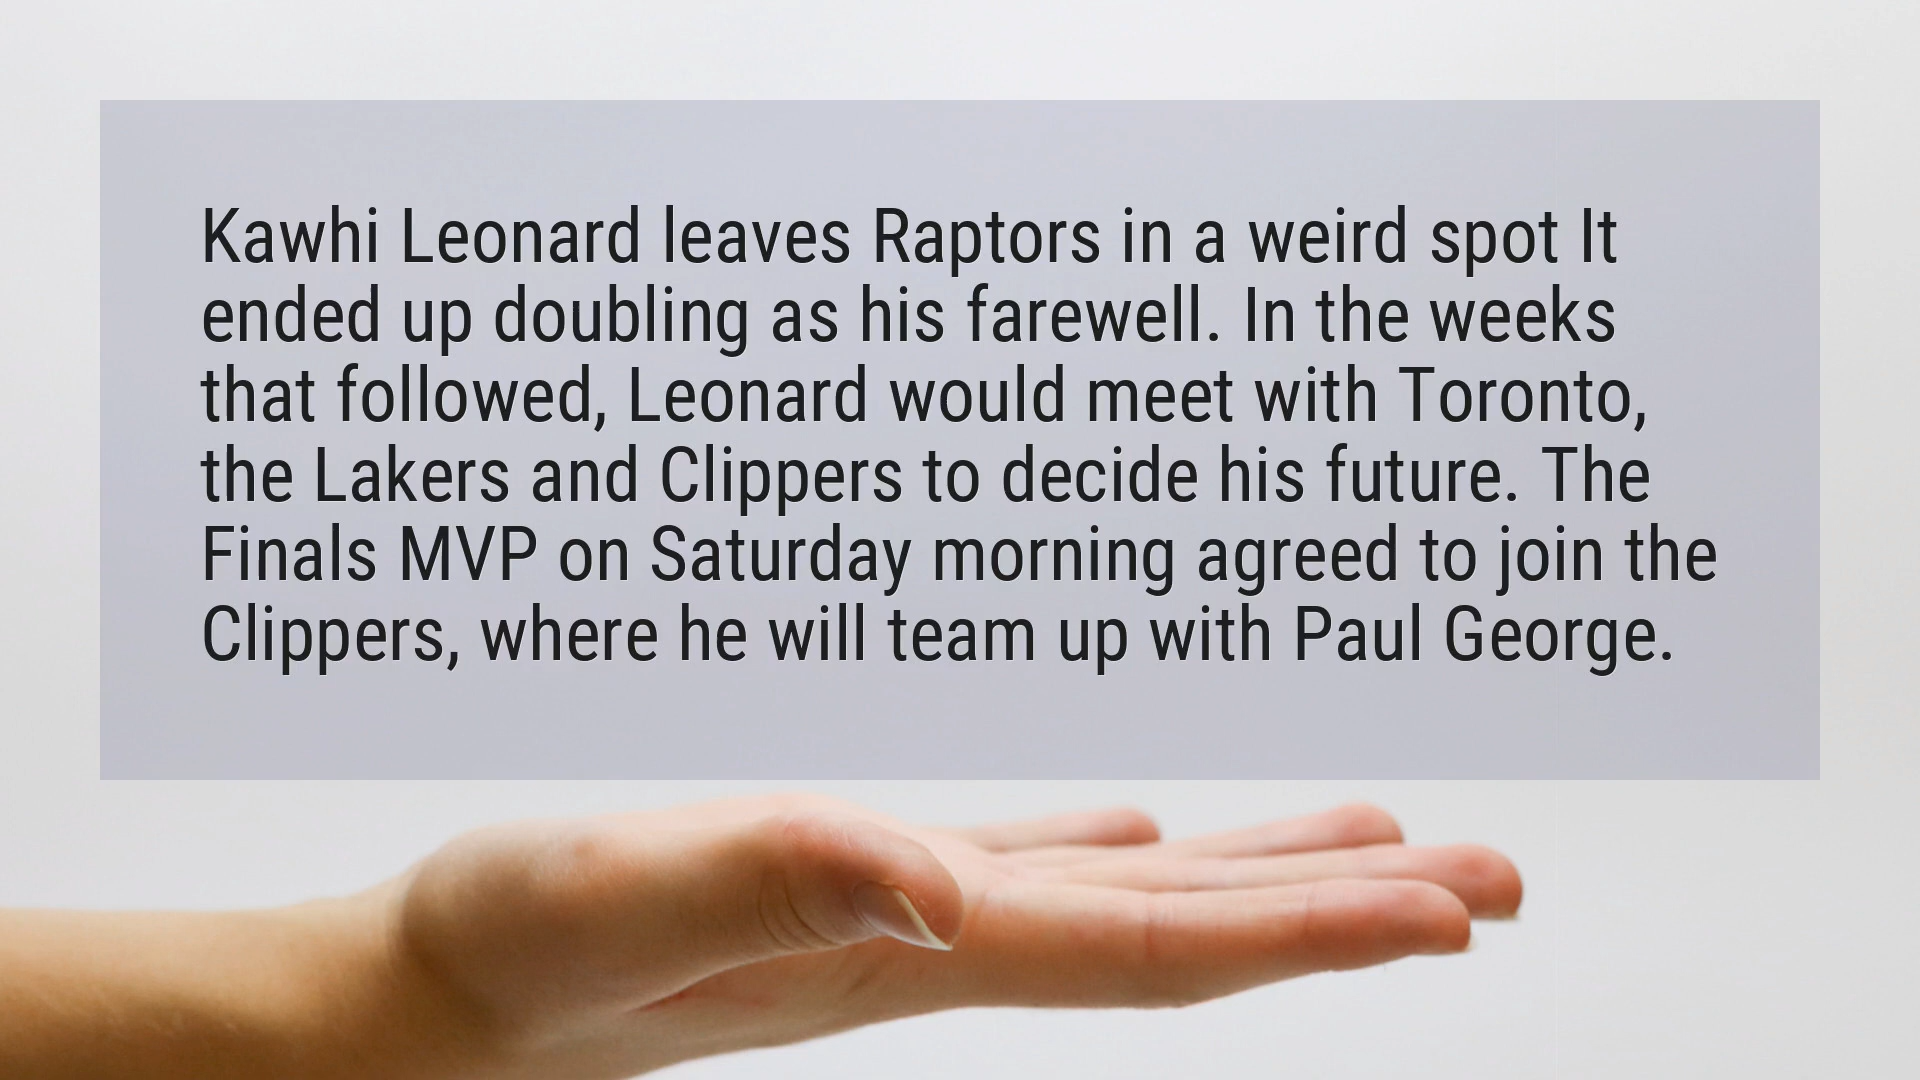 Kawhi Leonard leaves Raptors in a weird spot It
ended up doubling as his farewell. In the weeks
that followed, Leonard would meet with Toronto,
the Lakers and Clippers to decide his future. The
Finals MVP on Saturday morning agreed to join the
Clippers, where he will team up with Paul George.